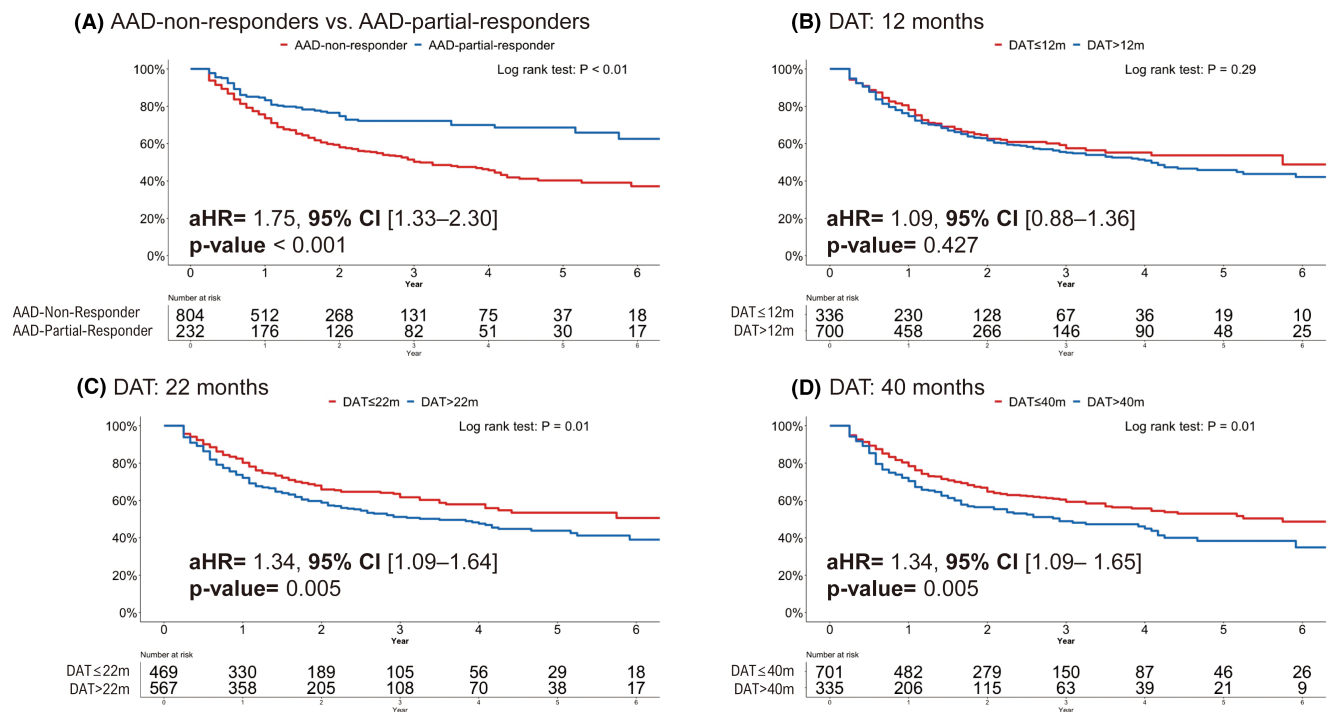 (A) AAD-non-responders vs. AAD-partial-responders
AAD-non-responder AAD-partial-responder
Log rank test: P < 0.01
100%
80%
60%
40%
20%
0%
aHR= 1.75, 95% CI [1.33–2.30]
p-value < 0.001
0 1 2 3 4 5 6
Year
Number at risk
AAD-Non-Responder 804 512 268 131 75 37 18
AAD-Partial-Responder 232 176 126 82 51 30 17
0 1 2 3 4 5 6
Year
(B) DAT: 12 months
DAT≤12m DAT>12m
Log rank test: P = 0.29
100%
80%
60%
40%
20%
0%
aHR= 1.09, 95% CI [0.88–1.36]
p-value= 0.427
0 1 2 3 4 5 6
Year
Number at risk
DAT≤12m 336 230 128 67 36 19 10
DAT>12m 700 458 266 146 90 48 25
0 1 2 3 4 5 6
Year
(C) DAT: 22 months
DAT≤22m DAT>22m
Log rank test: P = 0.01
100%
80%
60%
40%
20%
0%
aHR= 1.34, 95% CI [1.09–1.64]
p-value= 0.005
0 1 2 3 4 5 6
Year
Number at risk
DAT≤22m 469 330 189 105 56 29 18
DAT>22m 567 358 205 108 70 38 17
0 1 2 3 4 5 6
Year
(D) DAT: 40 months
DAT≤40m DAT>40m
Log rank test: P = 0.01
100%
80%
60%
40%
20%
0%
aHR= 1.34, 95% CI [1.09– 1.65]
p-value= 0.005
0 1 2 3 4 5 6
Year
Number at risk
DAT≤40m 701 482 279 150 87 46 26
DAT>40m 335 206 115 63 39 21 9
0 1 2 3 4 5 6
Year